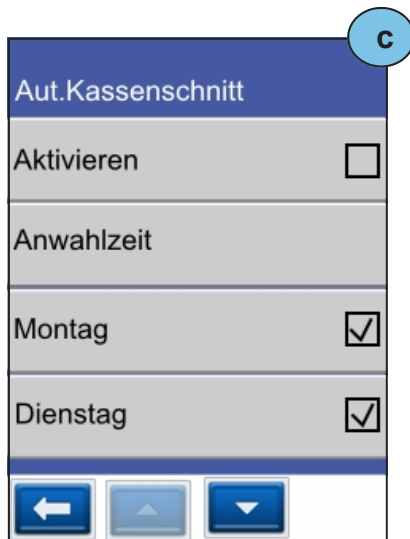 c
Aut.Kassenschnitt
Aktivieren
Anwahlzeit
Montag
Dienstag